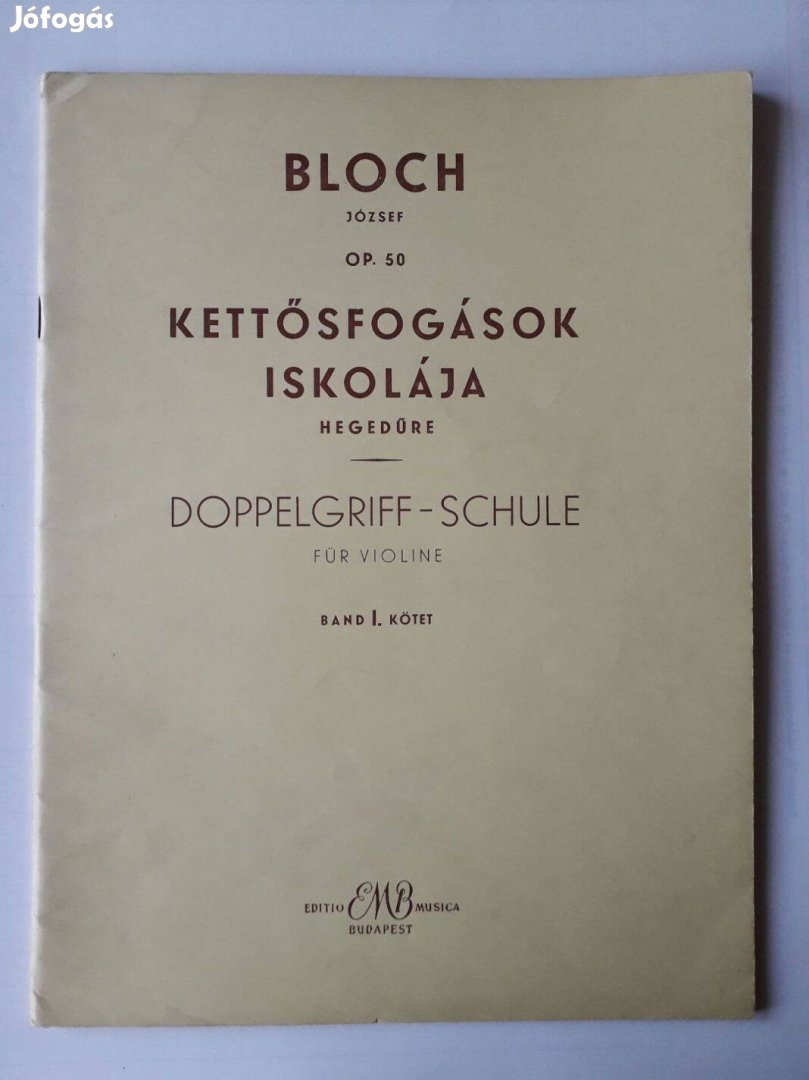 Jófogás
BLOCH
JÓZSEF
OP. 50
KETTŐSFOGÁSOK
ISKOLÁJA
HEGEDŰRE
DOPPELGRIFF-SCHULE
FÜR VIOLINE
BAND I. KÖTET
EDITIO EMB MUSICA
BUDAPEST